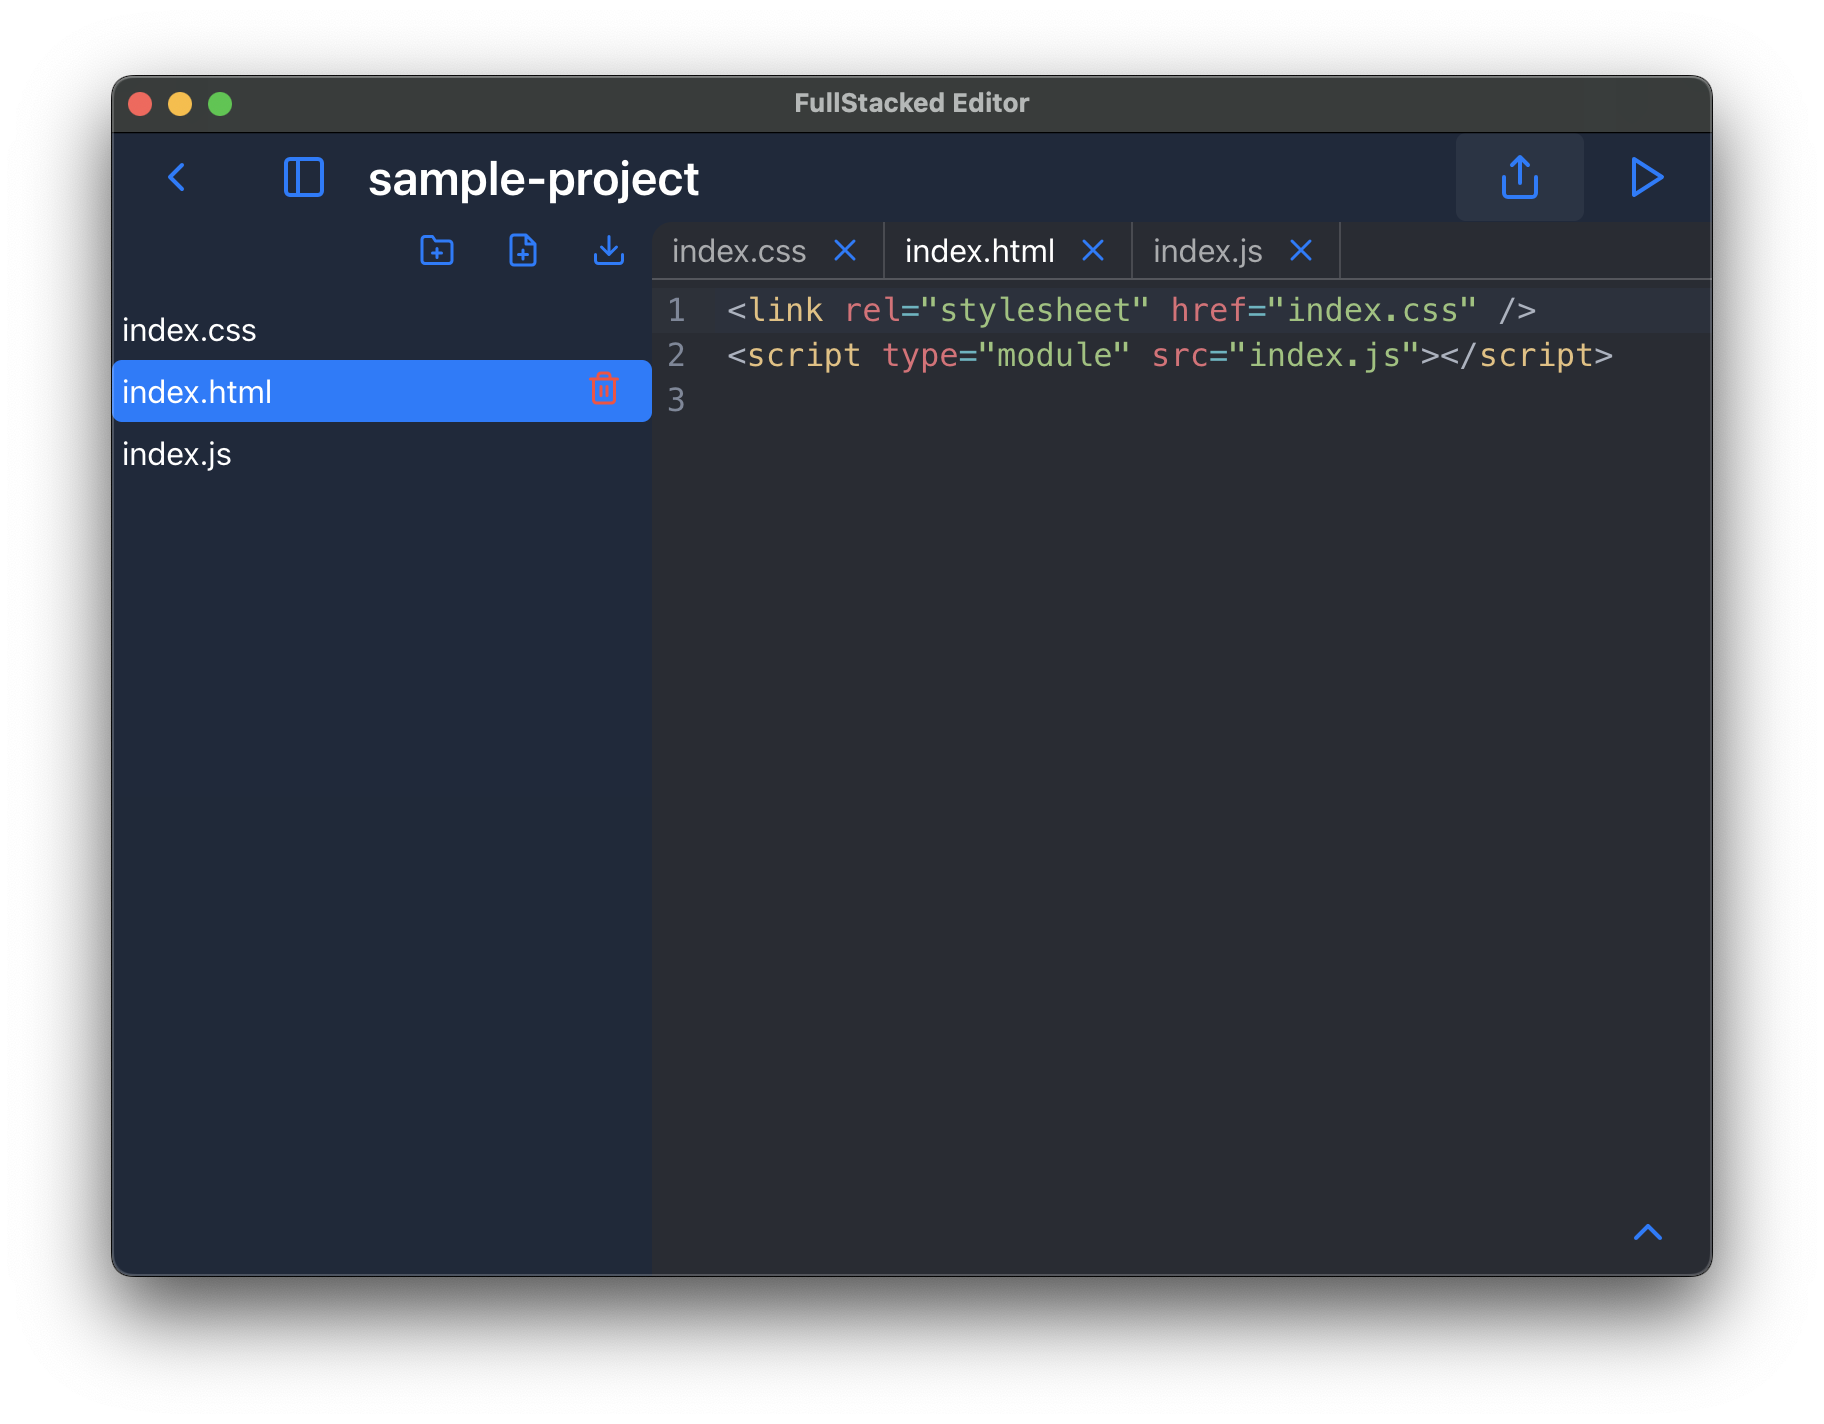 FullStacked Editor
sample-project
index.css
index.html
index.js
index.css index.html index.js
1 <link rel="stylesheet" href="index.css" />
2 <script type="module" src="index.js"></script>
3